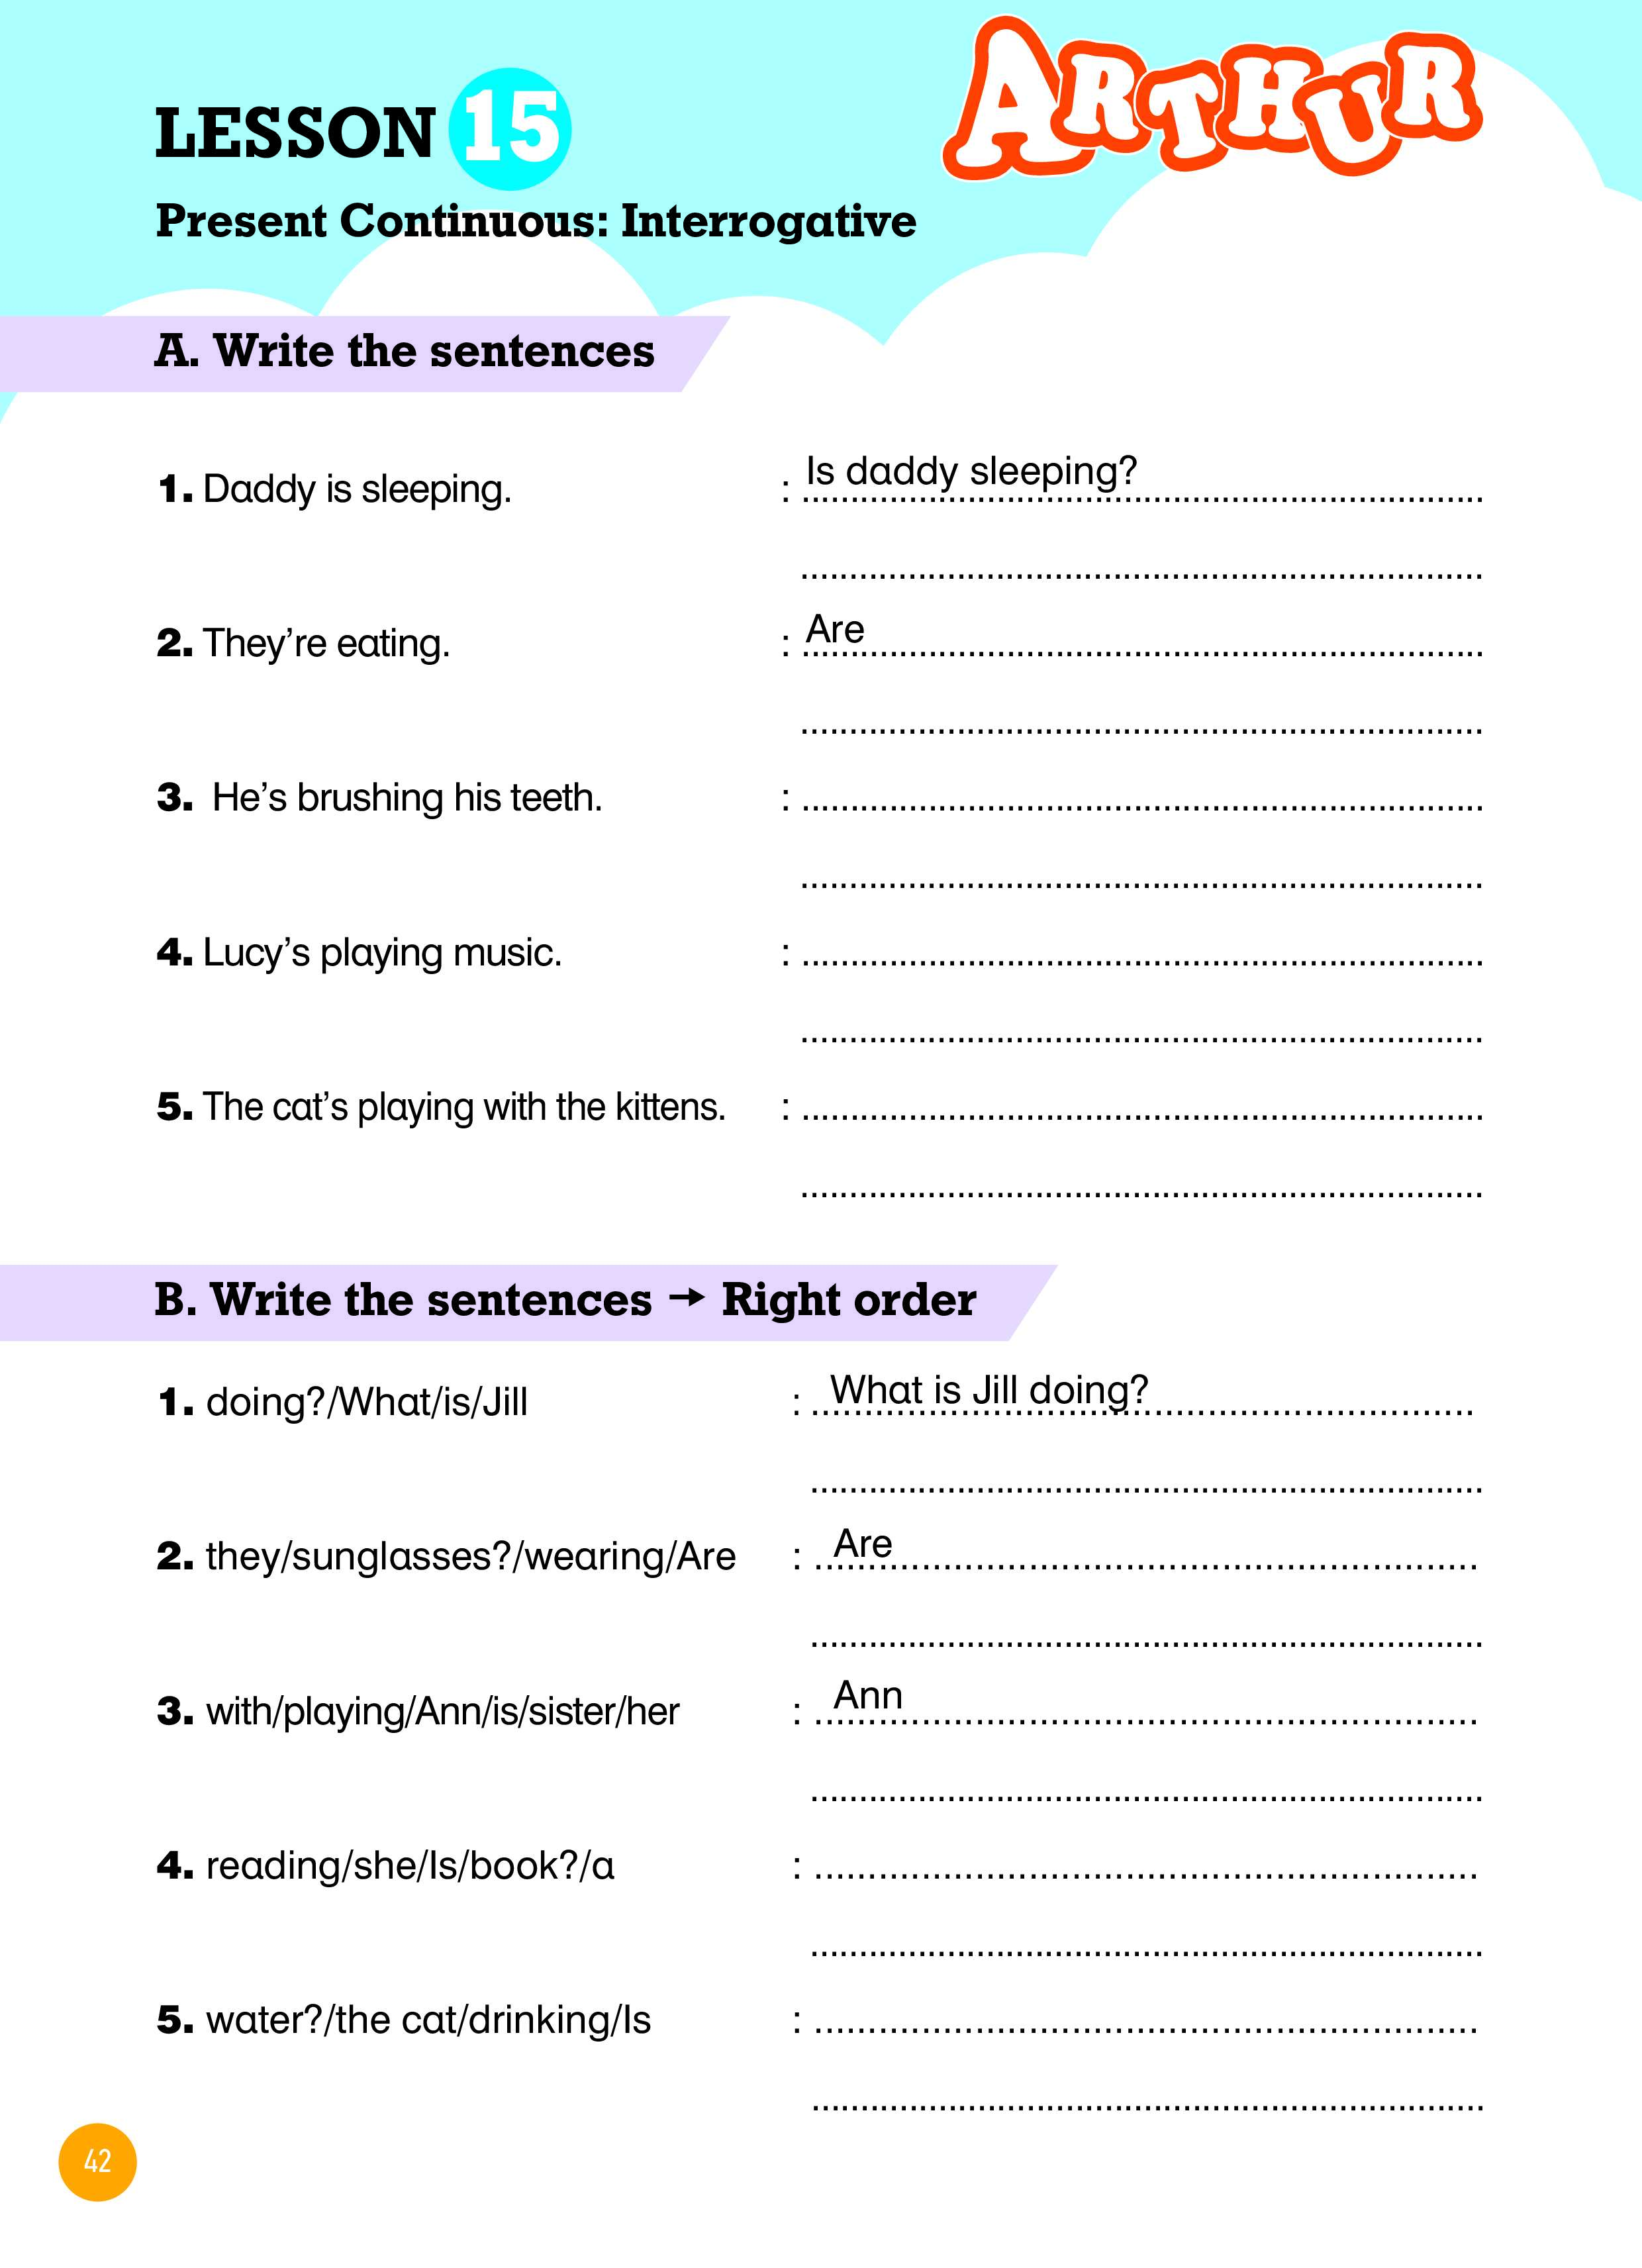 ARTHUR
LESSON 15
Present Continuous: Interrogative
A. Write the sentences
1. Daddy is sleeping. : Is daddy sleeping?
2. They’re eating. : Are
3. He’s brushing his teeth. :
4. Lucy’s playing music. :
5. The cat’s playing with the kittens. :
B. Write the sentences → Right order
1. doing?/What/is/Jill : What is Jill doing?
2. they/sunglasses?/wearing/Are : Are
3. with/playing/Ann/is/sister/her : Ann
4. reading/she/Is/book?/a :
5. water?/the cat/drinking/Is :
42